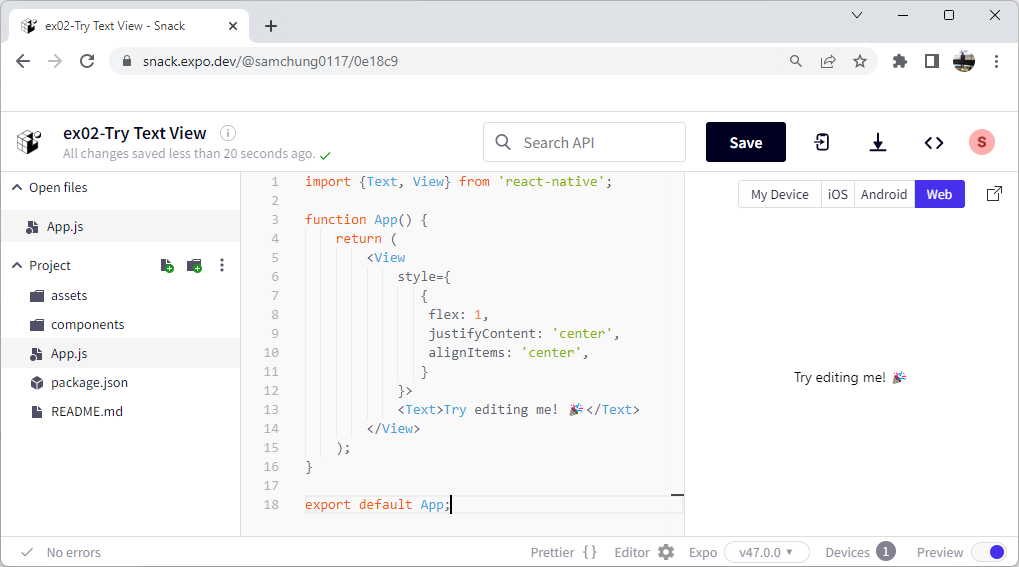 ex02-Try Text View - Snack
snack.expo.dev/@samchung0117/0e18c9
ex02-Try Text View
All changes saved less than 20 seconds ago.
Search API
Save
S
Open files
App.js
Project
assets
components
App.js
package.json
README.md
1 import {Text, View} from 'react-native';
2
3 function App() {
4     return (
5         <View
6             style={
7                {
8                 flex: 1,
9                 justifyContent: 'center',
10                 alignItems: 'center',
11                }
12             }>
13             <Text>Try editing me! 🎉</Text>
14         </View>
15     );
16 }
17
18 export default App;
My Device iOS Android Web
Try editing me! 🎉
No errors
Prettier {} Editor Expo v47.0.0 ▾ Devices 1 Preview